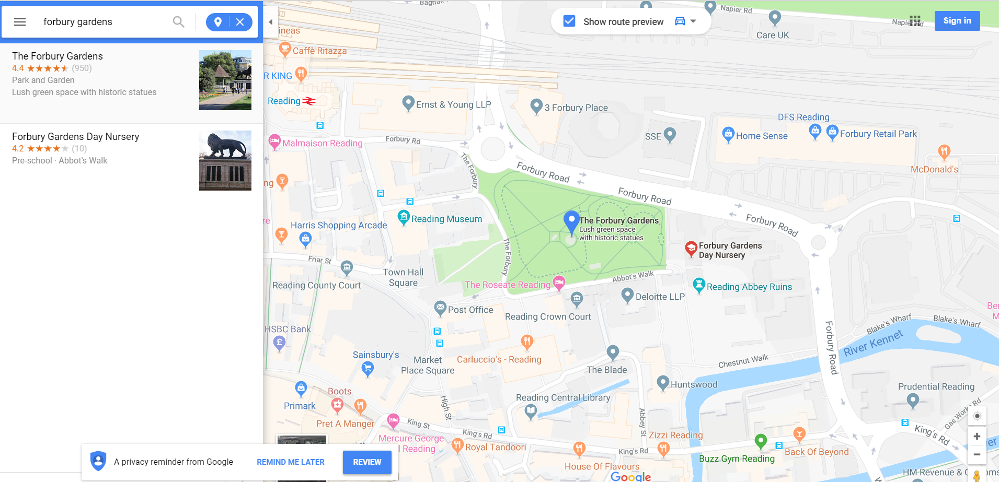 forbury gardens
The Forbury Gardens
4.4 ★★★★★ (950)
Park and Garden
Lush green space with historic statues
Forbury Gardens Day Nursery
4.2 ★★★★★ (10)
Pre-school · Abbot's Walk
Show route preview
Sign in
Napier Rd
Care UK
Caffè Ritazza
R KING
Reading
Ernst & Young LLP
3 Forbury Place
SSE
DFS Reading
Home Sense
Forbury Retail Park
McDonald's
Malmaison Reading
Forbury Rd
The Forbury
Forbury Road
Forbury Road
Forbury Road
Reading Museum
Harris Shopping Arcade
The Forbury Gardens
Lush green space
with historic statues
Forbury Gardens
Day Nursery
Friar St
The Forbury
Town Hall
Square
Reading County Court
The Roseate Reading
Abbot's Walk
Reading Abbey Ruins
Deloitte LLP
Post Office
Reading Crown Court
HSBC Bank
Blake's Wharf
Blake's Wharf
Forbury Road
River Kennet
Chestnut Walk
Sainsbury's
Market
Place Square
Carluccio's - Reading
The Blade
Huntswood
Prudential Reading
Primark
Boots
Pret A Manger
High St
Reading Central Library
Abbey St
Gas Works Rd
King St
King's Rd
King's Rd
King's Rd
Mercure George
Reading
Royal Tandoori
House Of Flavours
Zizzi Reading
Buzz Gym Reading
Back Of Beyond
HM Revenue &
A privacy reminder from Google
REMIND ME LATER
REVIEW
Google